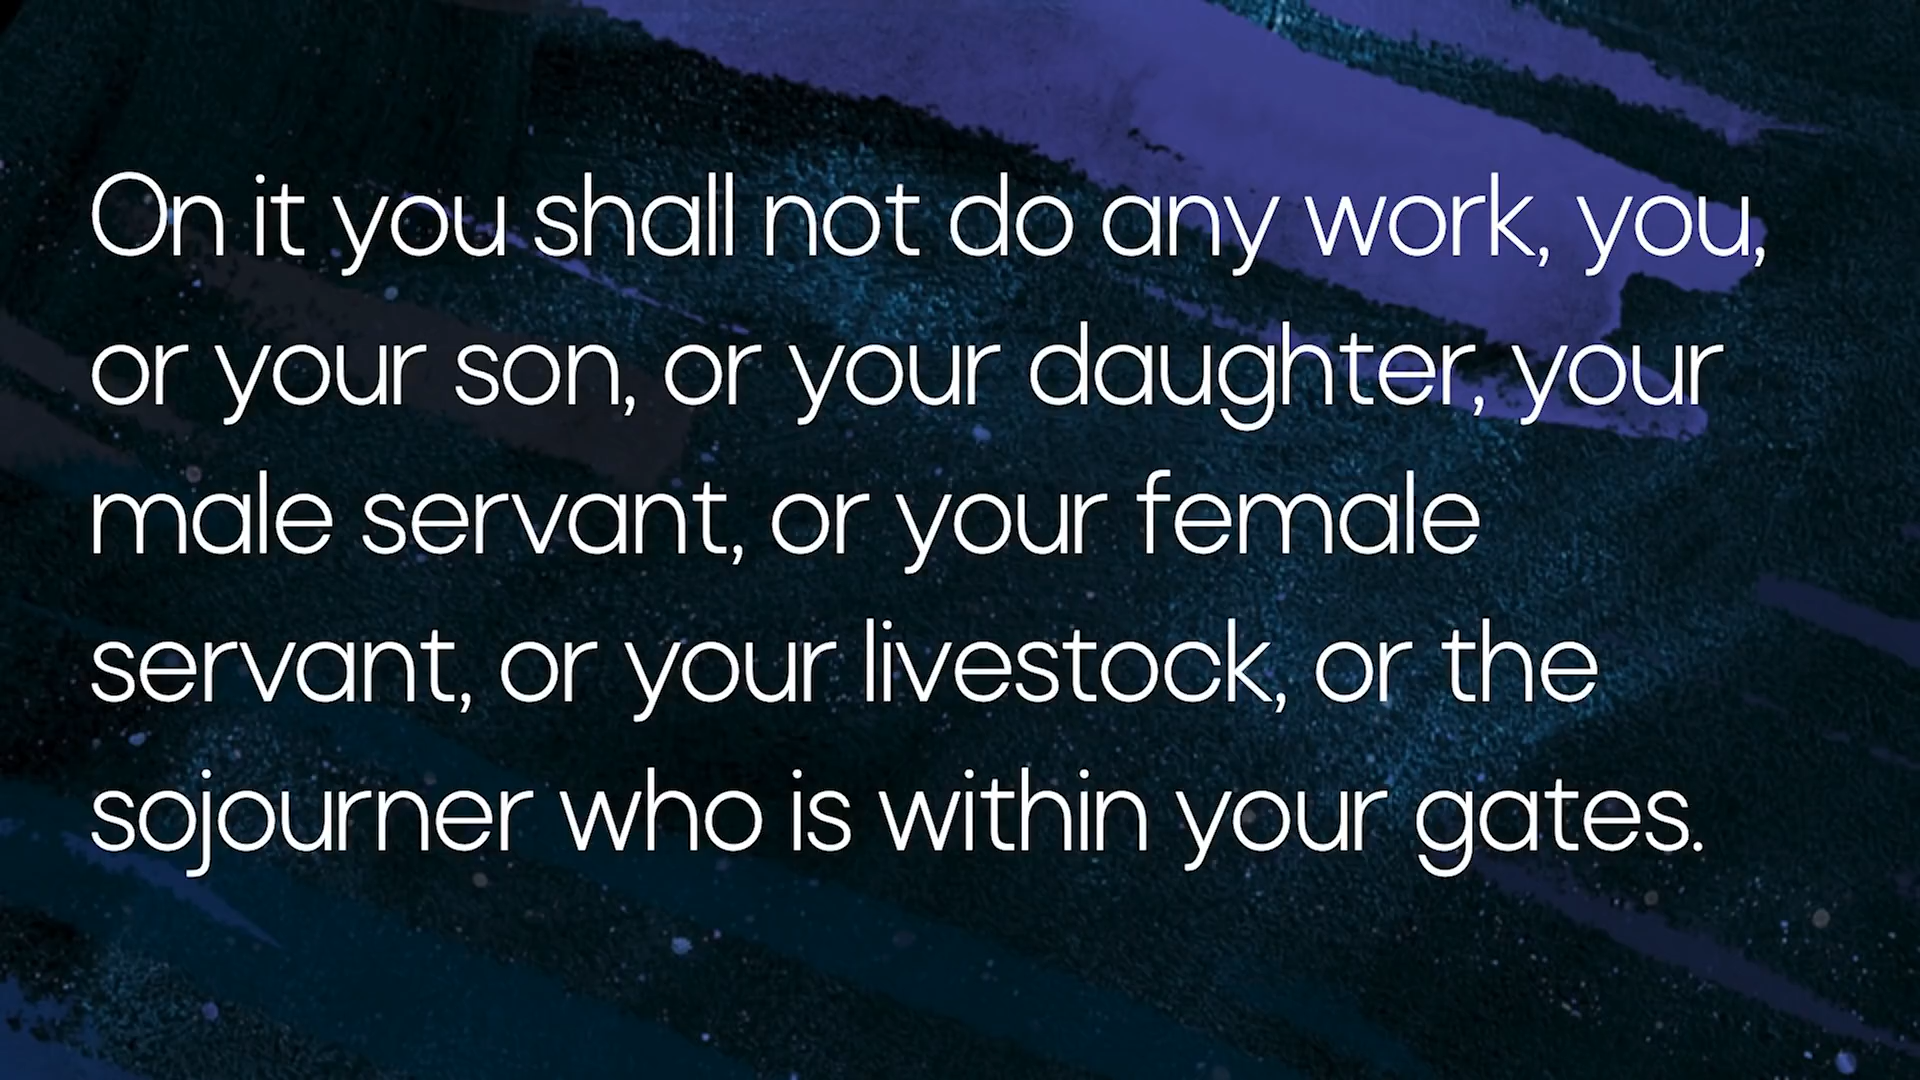 On it you shall not do any work, you,
or your son, or your daughter, your
male servant, or your female
servant, or your livestock, or the
sojourner who is within your gates.